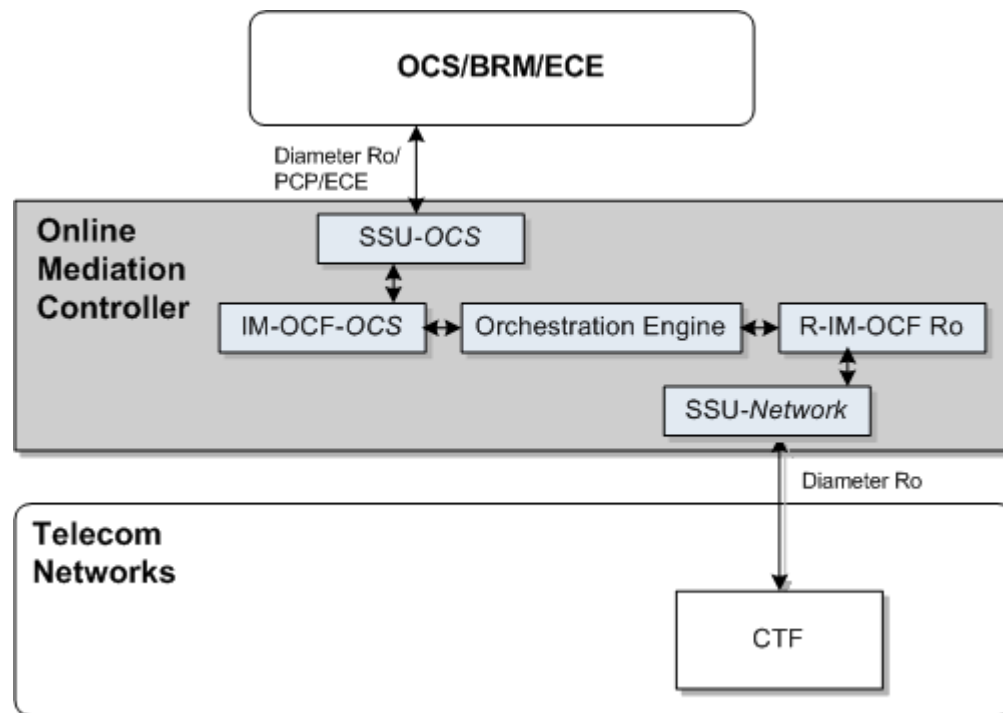 OCS/BRM/ECE
Diameter Ro/
PCP/ECE
Online
Mediation
Controller
SSU-OCS
IM-OCF-OCS
Orchestration Engine
R-IM-OCF Ro
SSU-Network
Diameter Ro
Telecom
Networks
CTF